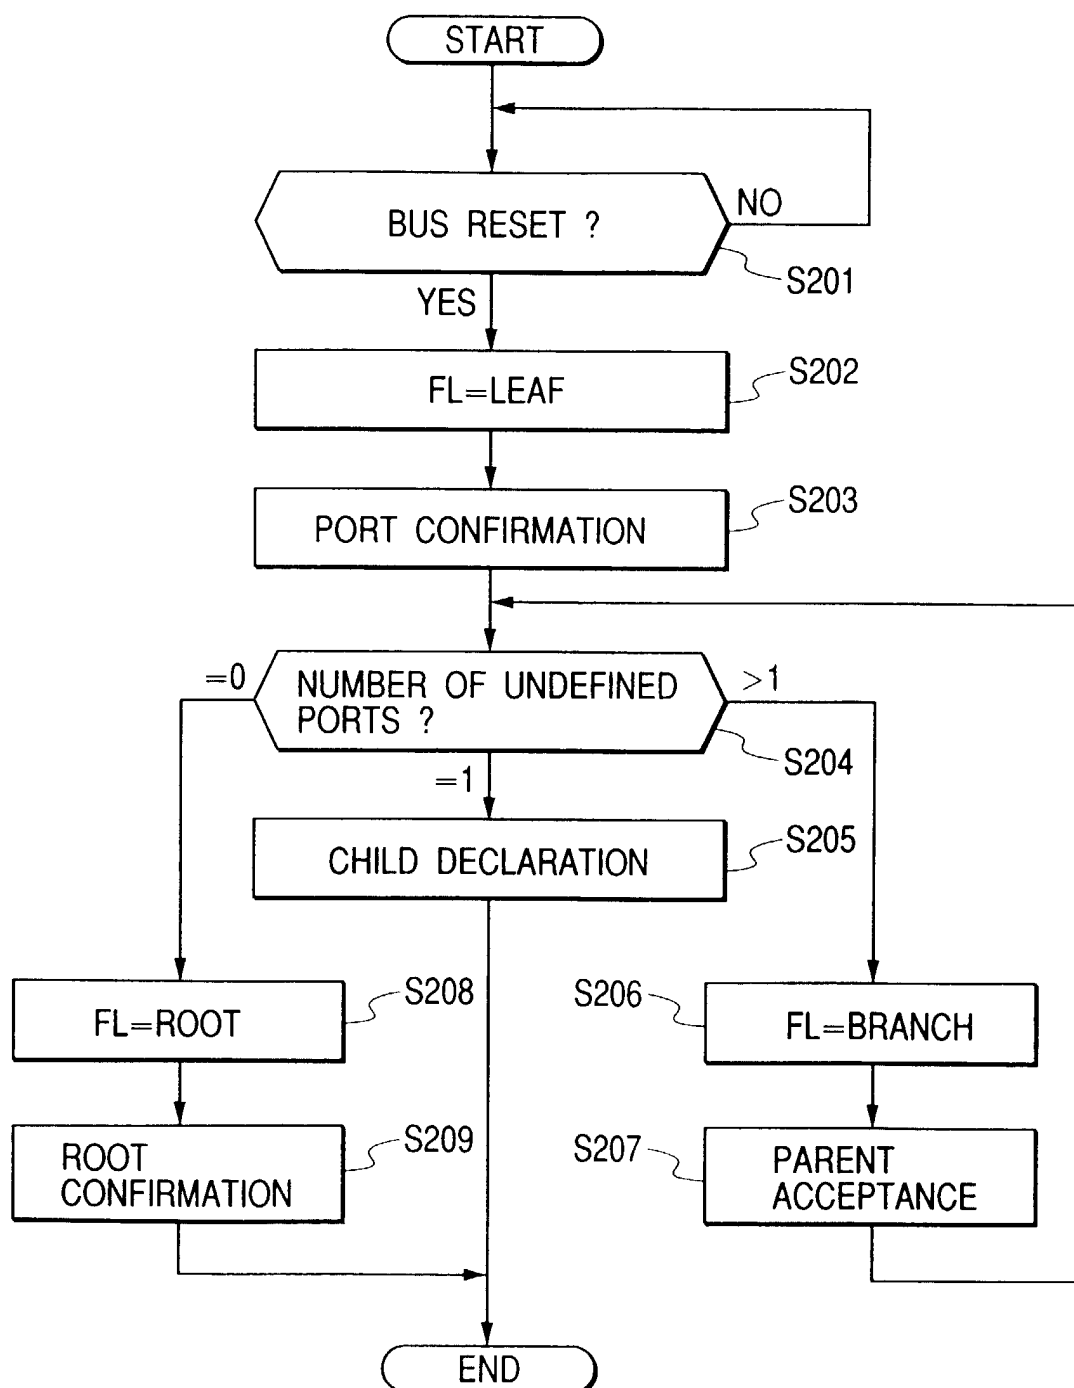 START
BUS RESET ?
NO
S201
YES
FL=LEAF
S202
PORT CONFIRMATION
S203
=0
NUMBER OF UNDEFINED
PORTS ?
>1
S204
=1
CHILD DECLARATION
S205
FL=ROOT
S208
S206
FL=BRANCH
ROOT
CONFIRMATION
S209
S207
PARENT
ACCEPTANCE
END